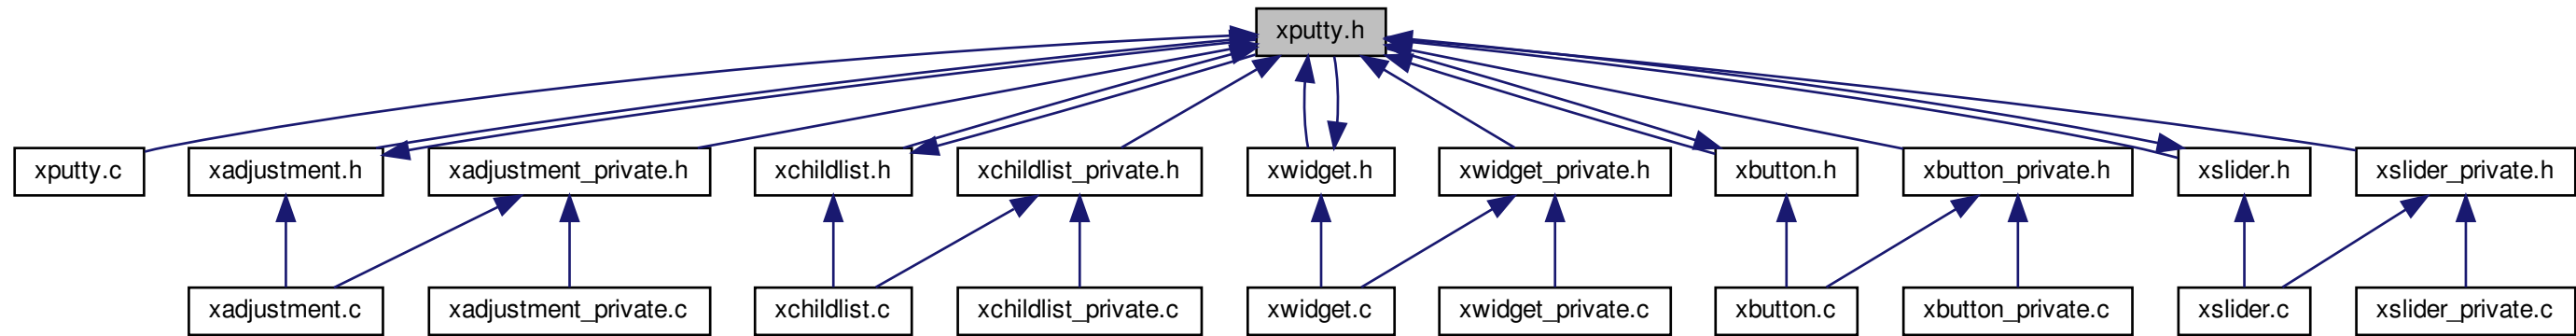 xputty.h
xputty.c
xadjustment.h
xadjustment_private.h
xchildlist.h
xchildlist_private.h
xwidget.h
xwidget_private.h
xbutton.h
xbutton_private.h
xslider.h
xslider_private.h
xadjustment.c
xadjustment_private.c
xchildlist.c
xchildlist_private.c
xwidget.c
xwidget_private.c
xbutton.c
xbutton_private.c
xslider.c
xslider_private.c